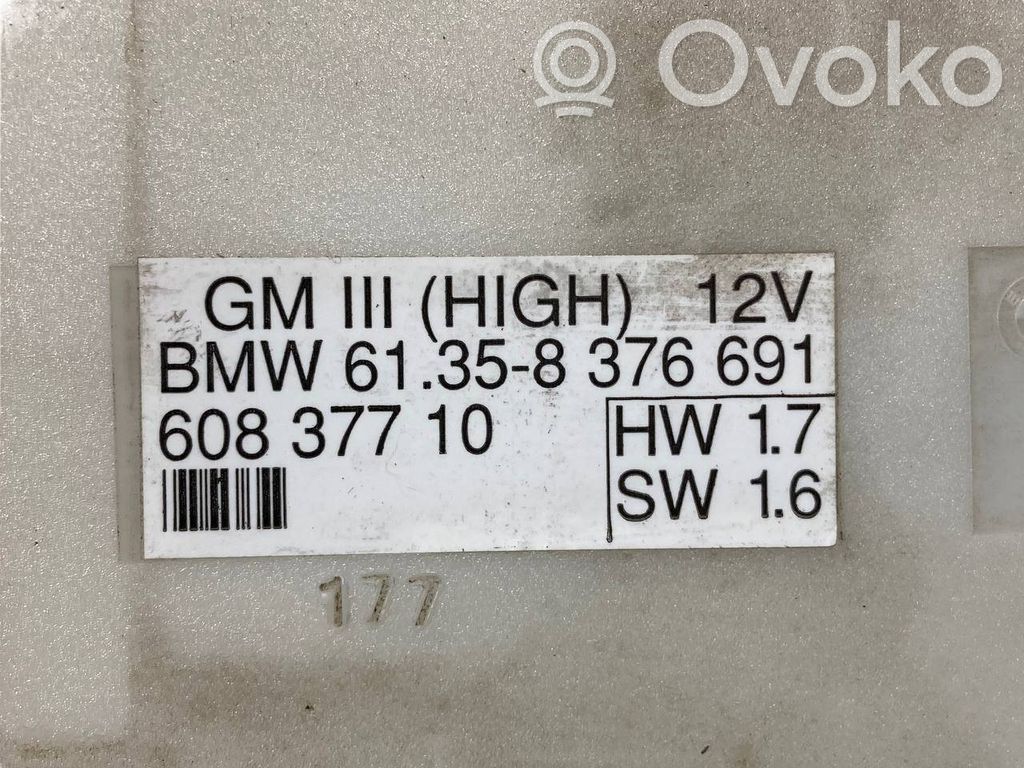 Ovoko
GM III (HIGH) 12V
BMW 61.35-8 376 691
608 377 10
HW 1.7
SW 1.6
177